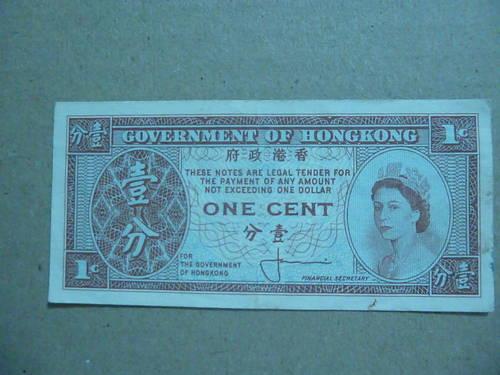 分壹
GOVERNMENT OF HONGKONG
1¢
府政港香
THESE NOTES ARE LEGAL TENDER FOR
THE PAYMENT OF ANY AMOUNT
NOT EXCEEDING ONE DOLLAR
壹分
ONE CENT
分壹
FOR
THE GOVERNMENT
OF HONGKONG
FINANCIAL SECRETARY
1¢
分壹